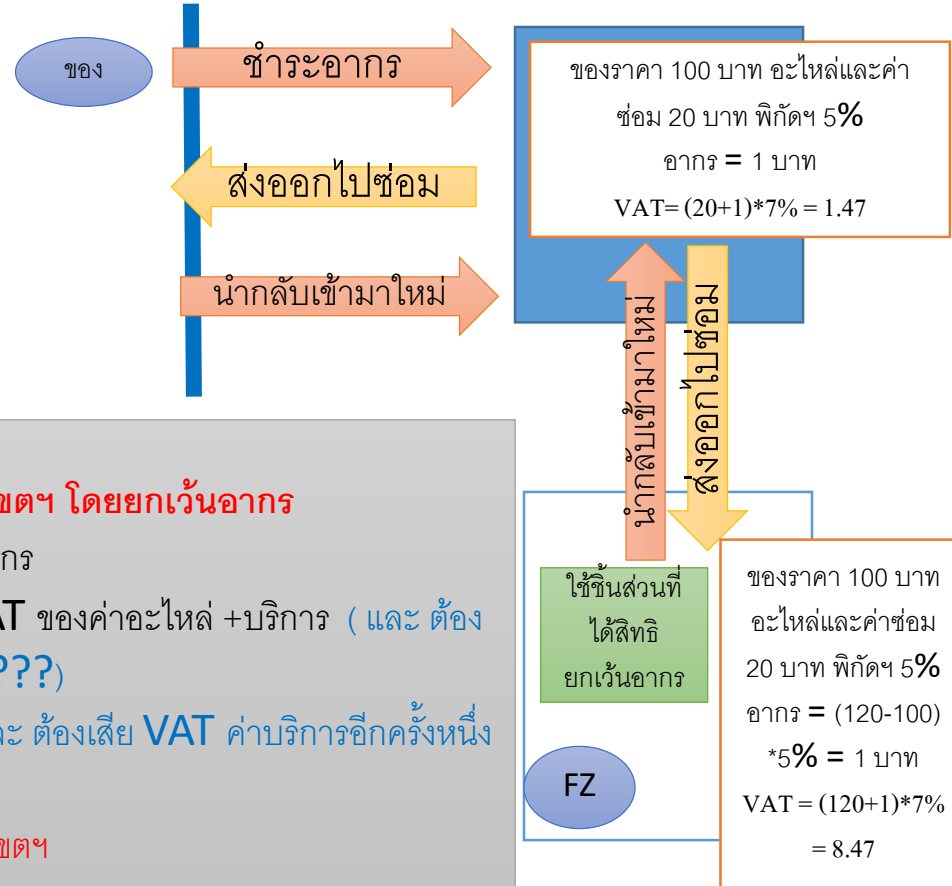 ของ
ชำระอากร
ส่งออกไปซ่อม
นำกลับเข้ามาใหม่
ของราคา 100 บาท อะไหล่และค่า
ซ่อม 20 บาท พิกัดฯ 5%
อากร = 1 บาท
VAT= (20+1)*7% = 1.47
นำกลับเข้ามาใหม่
ส่งออกไปซ่อม
ขตฯ โดยยกเว้นอากร
กร
AT ของค่าอะไหล่ +บริการ ( และ ต้อง
???)
ะ ต้องเสีย VAT ค่าบริการอีกครั้งหนึ่ง
ขตฯ
ใช้ชิ้นส่วนที่
ได้สิทธิ
ยกเว้นอากร
FZ
ของราคา 100 บาท
อะไหล่และค่าซ่อม
20 บาท พิกัดฯ 5%
อากร = (120-100)
*5% = 1 บาท
VAT = (120+1)*7%
= 8.47